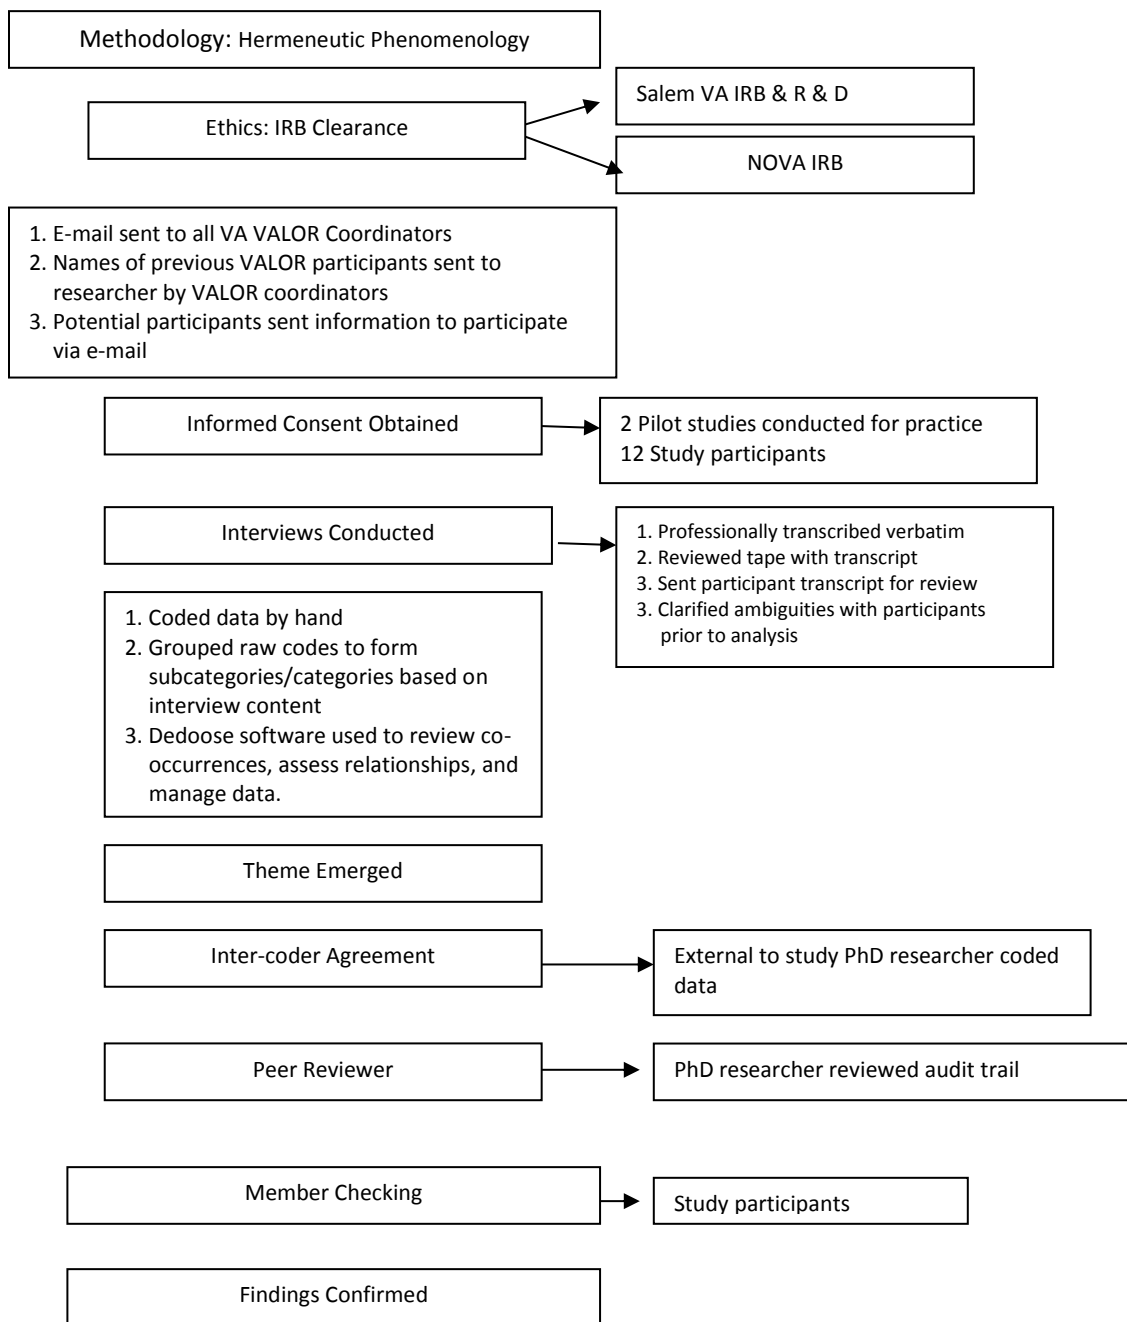 Methodology: Hermeneutic Phenomenology
Salem VA IRB & R & D
Ethics: IRB Clearance
NOVA IRB
1. E-mail sent to all VA VALOR Coordinators
2. Names of previous VALOR participants sent to
researcher by VALOR coordinators
3. Potential participants sent information to participate
via e-mail
Informed Consent Obtained
2 Pilot studies conducted for practice
12 Study participants
Interviews Conducted
1. Professionally transcribed verbatim
2. Reviewed tape with transcript
3. Sent participant transcript for review
3. Clarified ambiguities with participants
prior to analysis
1. Coded data by hand
2. Grouped raw codes to form
subcategories/categories based on
interview content
3. Dedoose software used to review co-
occurrences, assess relationships, and
manage data.
Theme Emerged
Inter-coder Agreement
External to study PhD researcher coded
data
Peer Reviewer
PhD researcher reviewed audit trail
Member Checking
Study participants
Findings Confirmed